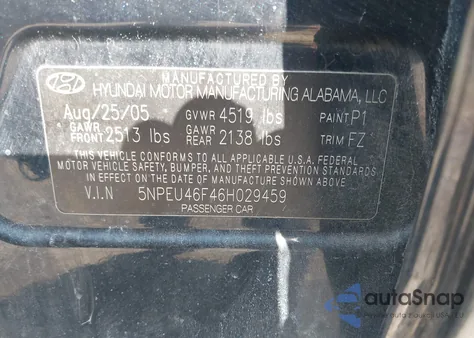 MANUFACTURED BY
HYUNDAI MOTOR MANUFACTURING ALABAMA, LLC
Aug/25/05 GVWR 4519 lbs PAINT P1
GAWR FRONT 2513 lbs GAWR REAR 2138 lbs TRIM FZ
THIS VEHICLE CONFORMS TO ALL APPLICABLE U.S.A. FEDERAL
MOTOR VEHICLE SAFETY, BUMPER, AND THEFT PREVENTION STANDARDS
IN EFFECT ON THE DATE OF MANUFACTURE SHOWN ABOVE.
V.I.N 5NPEU46F46H029459
PASSENGER CAR
autoSnap